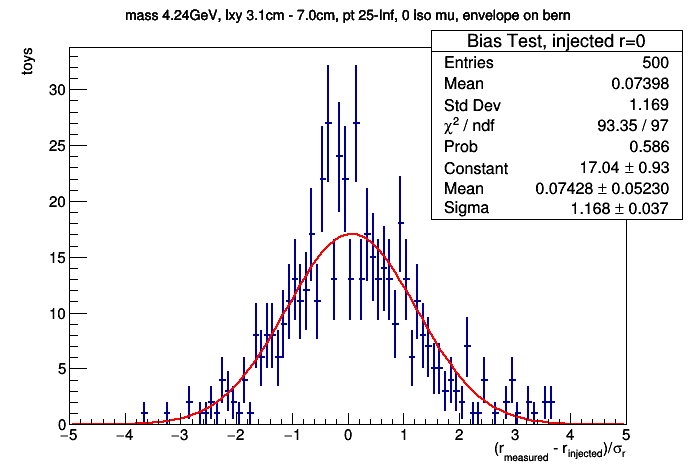 mass 4.24GeV, lxy 3.1cm - 7.0cm, pt 25-Inf, 0 Iso mu, envelope on bern
Bias Test, injected r=0
Entries 500
Mean 0.07398
Std Dev 1.169
χ² / ndf 93.35 / 97
Prob 0.586
Constant 17.04 ± 0.93
Mean 0.07428 ± 0.05230
Sigma 1.168 ± 0.037
toys
30
25
20
15
10
5
0
−5 −4 −3 −2 −1 0 1 2 3 4 5
(r_measured - r_injected)/σ_r